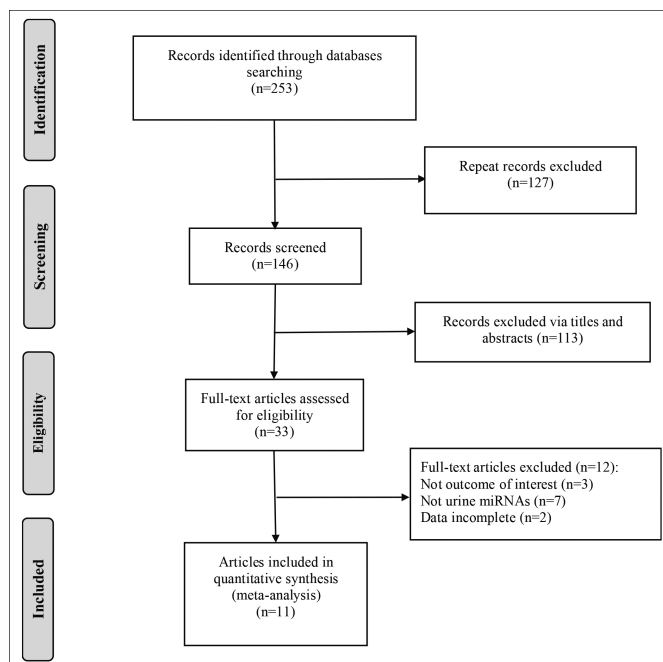 Identification
Records identified through databases
searching
(n=253)
Repeat records excluded
(n=127)
Screening
Records screened
(n=146)
Records excluded via titles and
abstracts (n=113)
Eligibility
Full-text articles assessed
for eligibility
(n=33)
Full-text articles excluded (n=12):
Not outcome of interest (n=3)
Not urine miRNAs (n=7)
Data incomplete (n=2)
Included
Articles included in
quantitative synthesis
(meta-analysis)
(n=11)